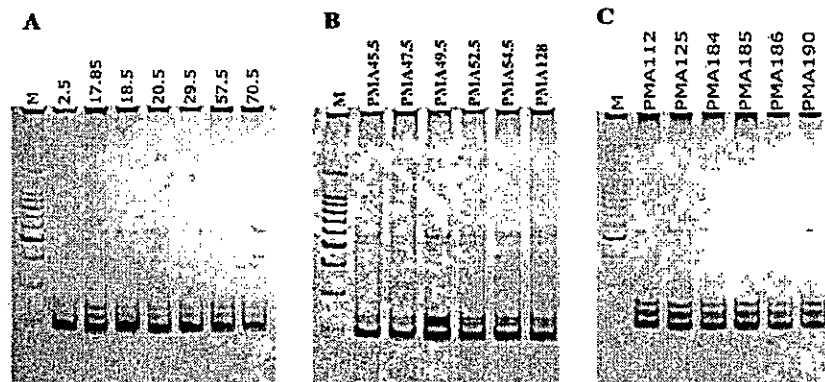 A
M 2.5 17.85 18.5 20.5 29.5 57.5 70.5
B
M PMA45.5 PMA47.5 PMA49.5 PMA52.5 PMA54.5 PMA128
C
M PMA112 PMA125 PMA184 PMA185 PMA186 PMA190